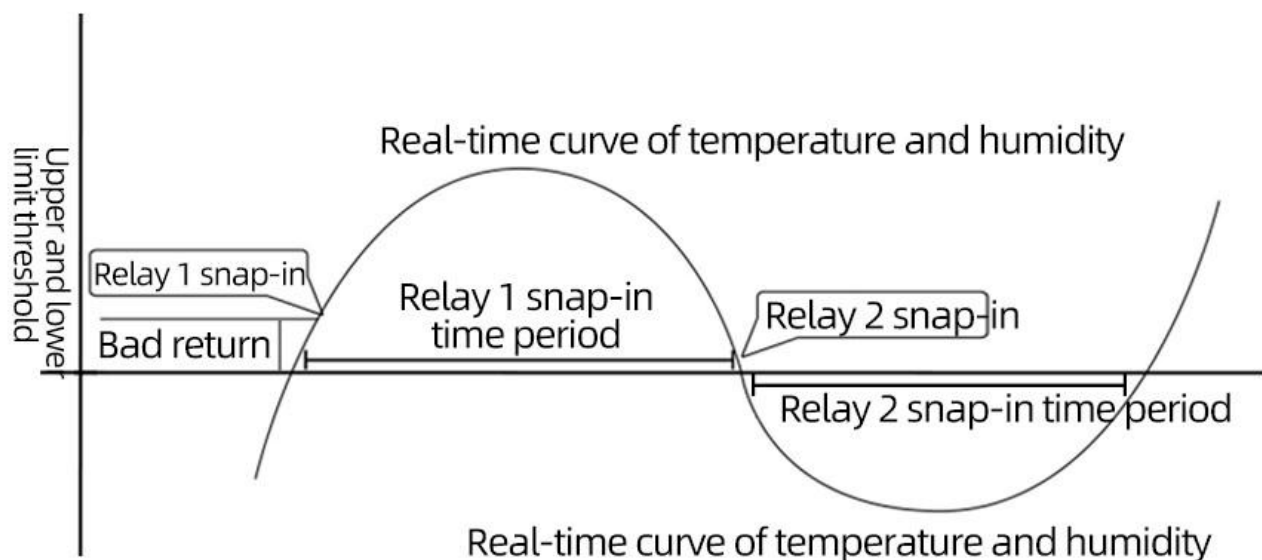 Real-time curve of temperature and humidity
Upper and lower
limit threshold
Relay 1 snap-in
Relay 1 snap-in
time period
Relay 2 snap-in
Bad return
Relay 2 snap-in time period
Real-time curve of temperature and humidity